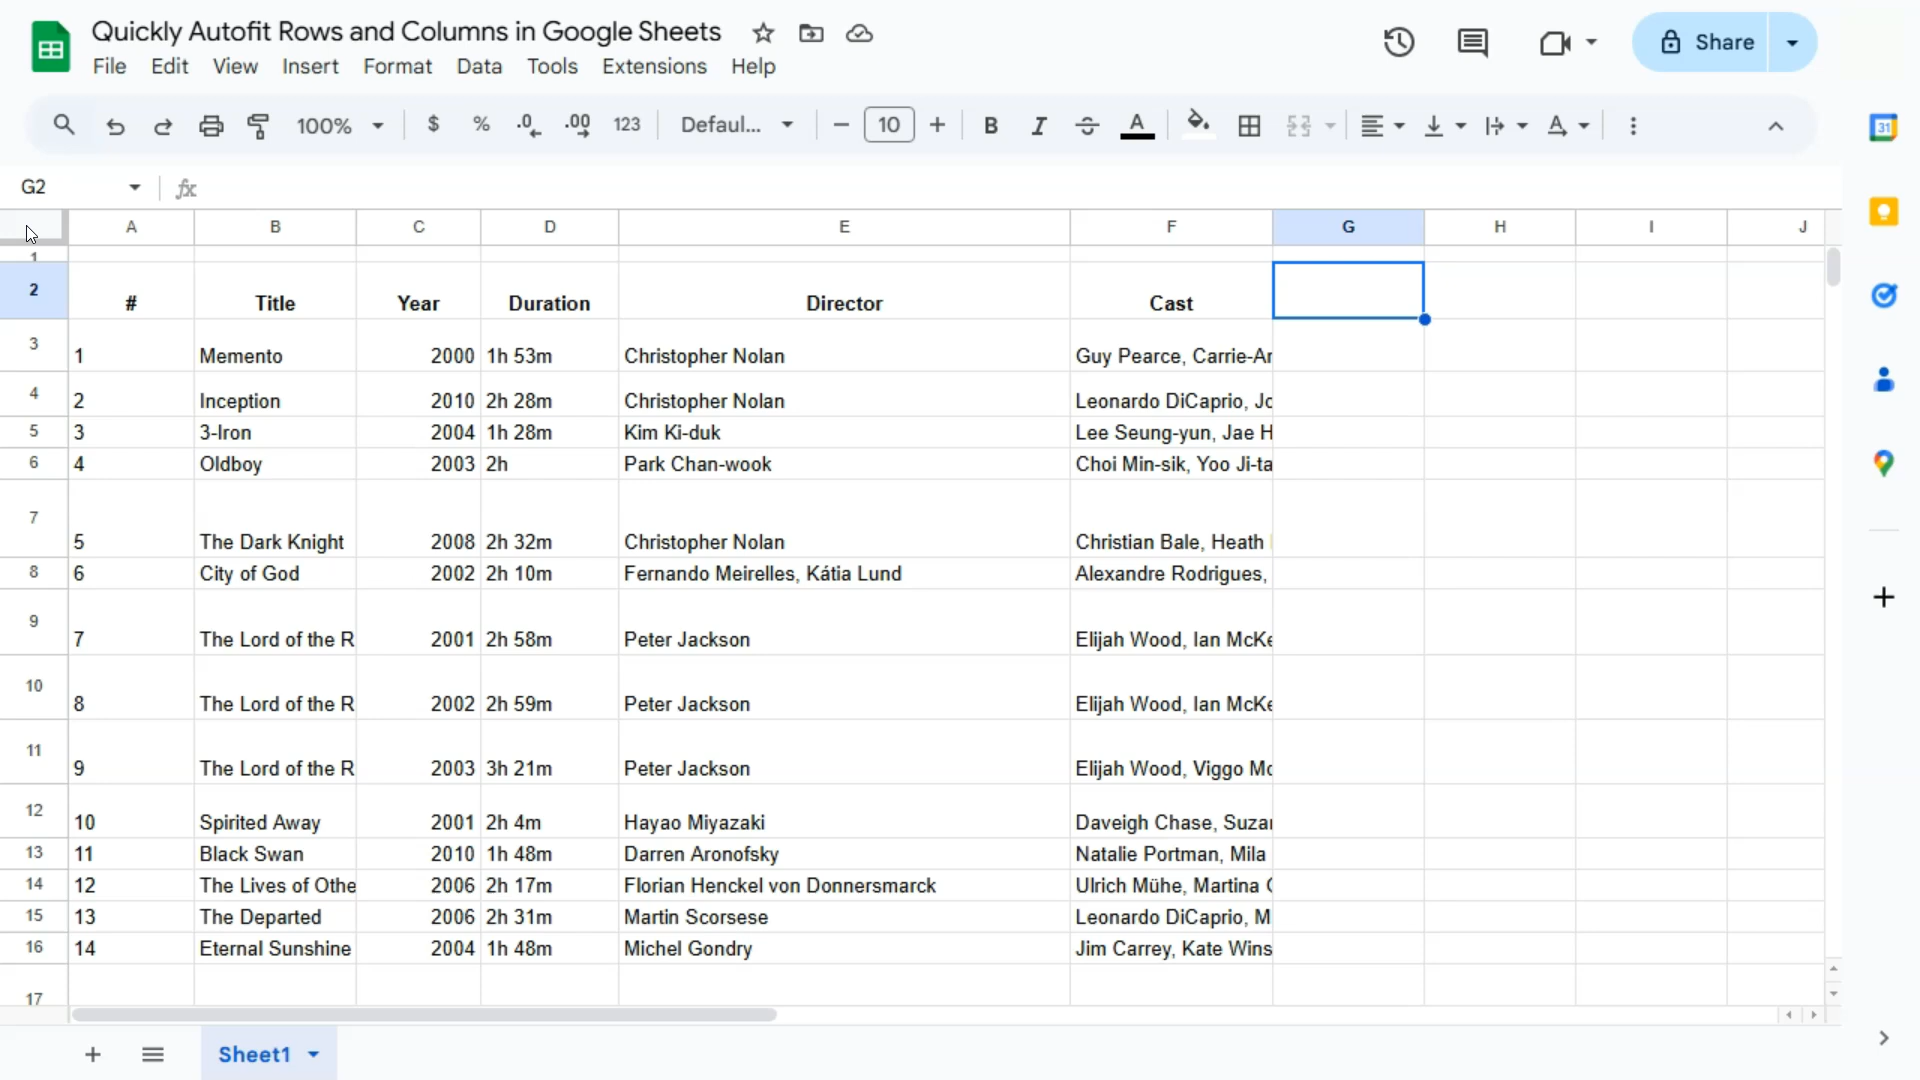 Quickly Autofit Rows and Columns in Google Sheets
File Edit View Insert Format Data Tools Extensions Help
Share
100% $ % .0 .00 123 Defaul... 10 B I A A
31
G2 fx
A B C D E F G H I J
1
2 # Title Year Duration Director Cast
3 1 Memento 2000 1h 53m Christopher Nolan Guy Pearce, Carrie-Ar
4 2 Inception 2010 2h 28m Christopher Nolan Leonardo DiCaprio, Jo
5 3 3-Iron 2004 1h 28m Kim Ki-duk Lee Seung-yun, Jae H
6 4 Oldboy 2003 2h Park Chan-wook Choi Min-sik, Yoo Ji-ta
7 5 The Dark Knight 2008 2h 32m Christopher Nolan Christian Bale, Heath
8 6 City of God 2002 2h 10m Fernando Meirelles, Kátia Lund Alexandre Rodrigues,
9 7 The Lord of the R 2001 2h 58m Peter Jackson Elijah Wood, Ian McKe
10 8 The Lord of the R 2002 2h 59m Peter Jackson Elijah Wood, Ian McKe
11 9 The Lord of the R 2003 3h 21m Peter Jackson Elijah Wood, Viggo Mo
12 10 Spirited Away 2001 2h 4m Hayao Miyazaki Daveigh Chase, Suzar
13 11 Black Swan 2010 1h 48m Darren Aronofsky Natalie Portman, Mila
14 12 The Lives of Othe 2006 2h 17m Florian Henckel von Donnersmarck Ulrich Mühe, Martina G
15 13 The Departed 2006 2h 31m Martin Scorsese Leonardo DiCaprio, M
16 14 Eternal Sunshine 2004 1h 48m Michel Gondry Jim Carrey, Kate Wins
17
Sheet1